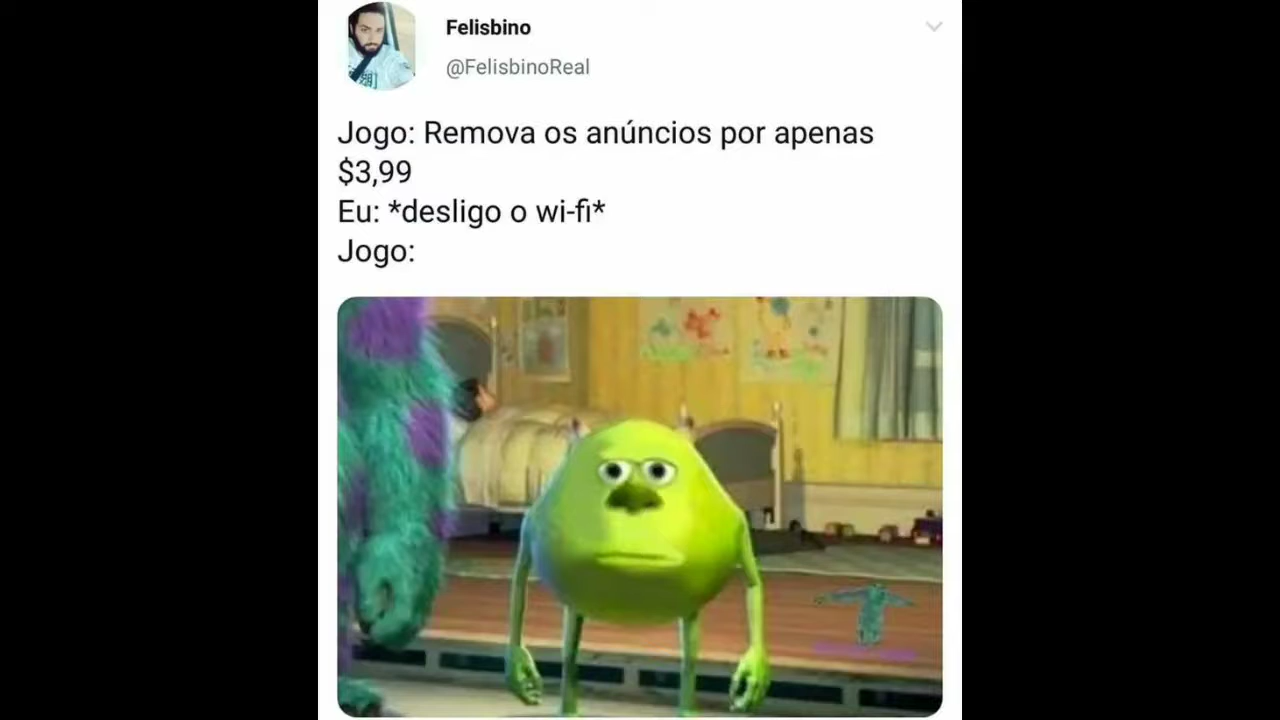 Felisbino
@FelisbinoReal
Jogo: Remova os anúncios por apenas
$3,99
Eu: *desligo o wi-fi*
Jogo: